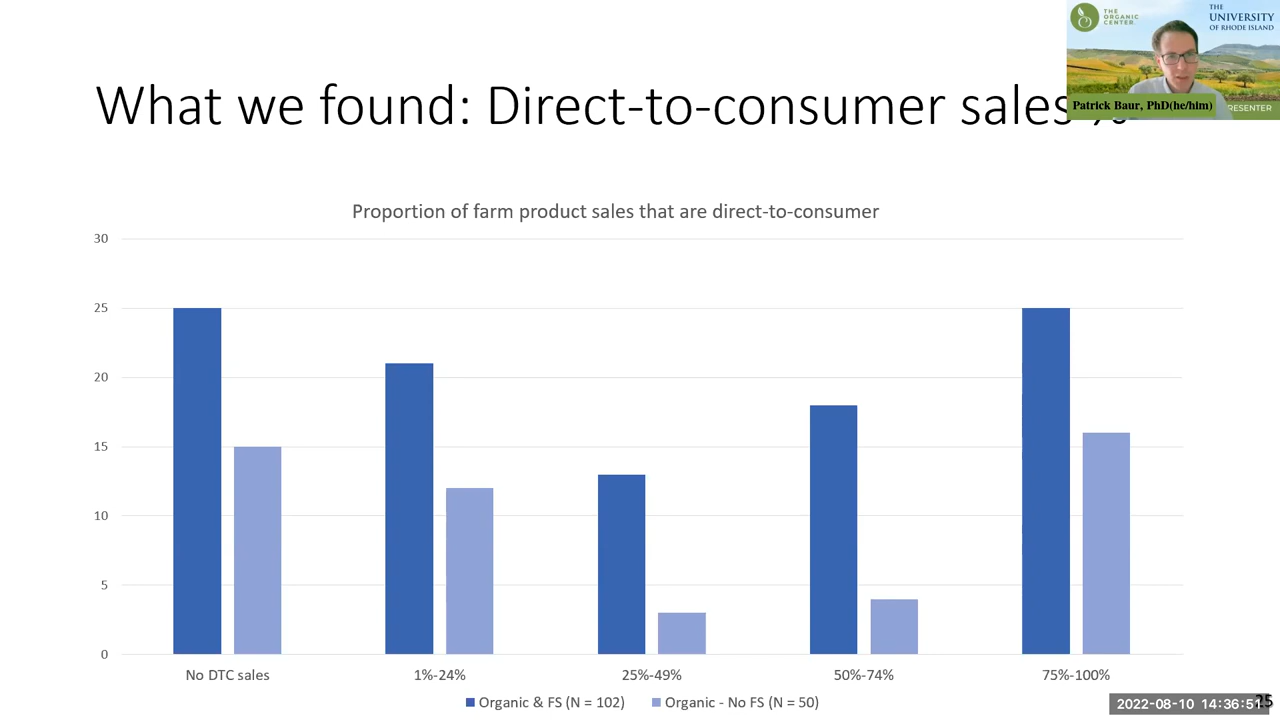 THE
ORGANIC
CENTER
THE
UNIVERSITY
OF RHODE ISLAND
Patrick Baur, PhD(he/him)
RESENTER
What we found: Direct-to-consumer sales %
Proportion of farm product sales that are direct-to-consumer
30
25
20
15
10
5
0
No DTC sales
1%-24%
25%-49%
50%-74%
75%-100%
Organic & FS (N = 102)
Organic - No FS (N = 50)
2022-08-10 14:36:51
25